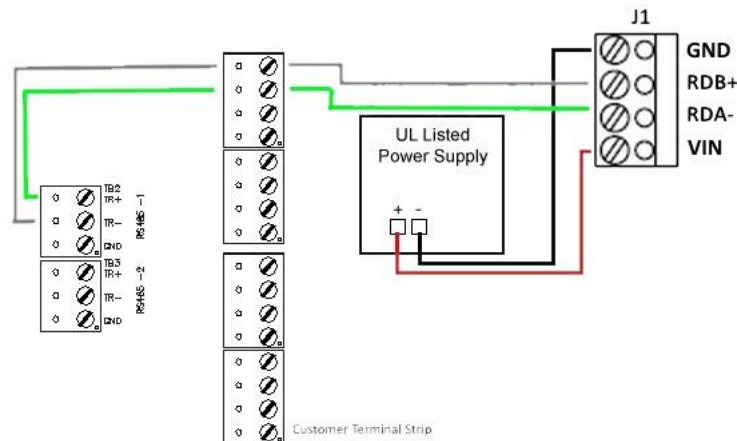 J1
GND
RDB+
RDA-
VIN
UL Listed
Power Supply
+ -
TB2
TR+
TR-
GND
RS485 -1
TB3
TR+
TR-
GND
RS485 -2
Customer Terminal Strip